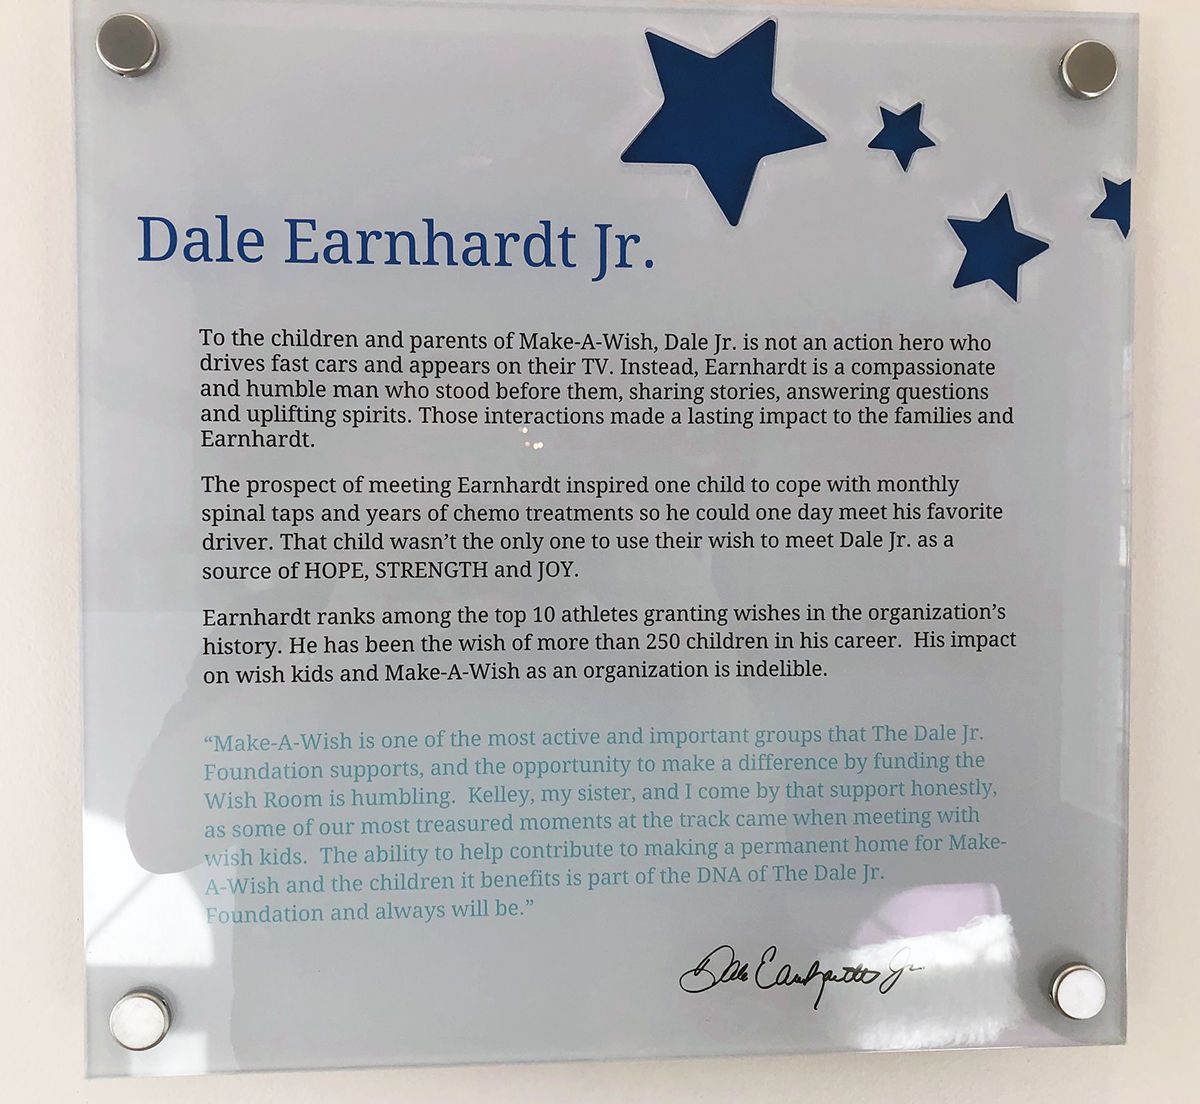 Dale Earnhardt Jr.
To the children and parents of Make-A-Wish, Dale Jr. is not an action hero who
drives fast cars and appears on their TV. Instead, Earnhardt is a compassionate
and humble man who stood before them, sharing stories, answering questions
and uplifting spirits. Those interactions made a lasting impact to the families and
Earnhardt.
The prospect of meeting Earnhardt inspired one child to cope with monthly
spinal taps and years of chemo treatments so he could one day meet his favorite
driver. That child wasn’t the only one to use their wish to meet Dale Jr. as a
source of HOPE, STRENGTH and JOY.
Earnhardt ranks among the top 10 athletes granting wishes in the organization’s
history. He has been the wish of more than 250 children in his career.  His impact
on wish kids and Make-A-Wish as an organization is indelible.
“Make-A-Wish is one of the most active and important groups that The Dale Jr.
Foundation supports, and the opportunity to make a difference by funding the
Wish Room is humbling.  Kelley, my sister, and I come by that support honestly,
as some of our most treasured moments at the track came when meeting with
wish kids.  The ability to help contribute to making a permanent home for Make-
A-Wish and the children it benefits is part of the DNA of The Dale Jr.
Foundation and always will be.”
Dale Earnhardt Jr